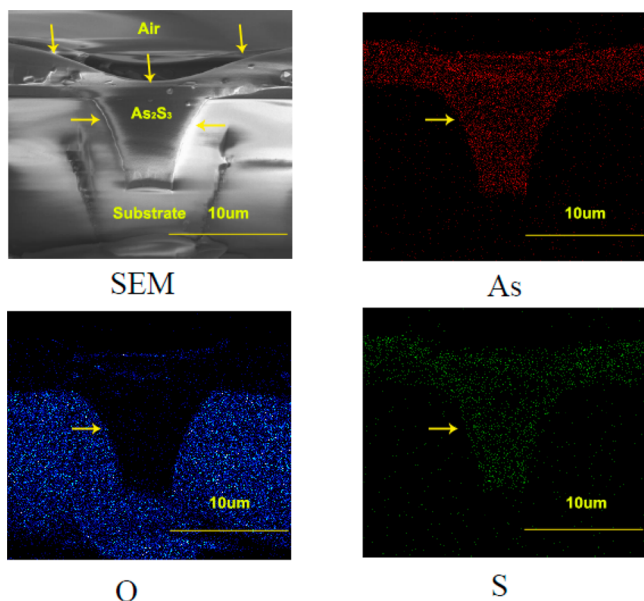 Air
As₂S₃
Substrate
10um
10um
SEM
As
10um
10um
O
S